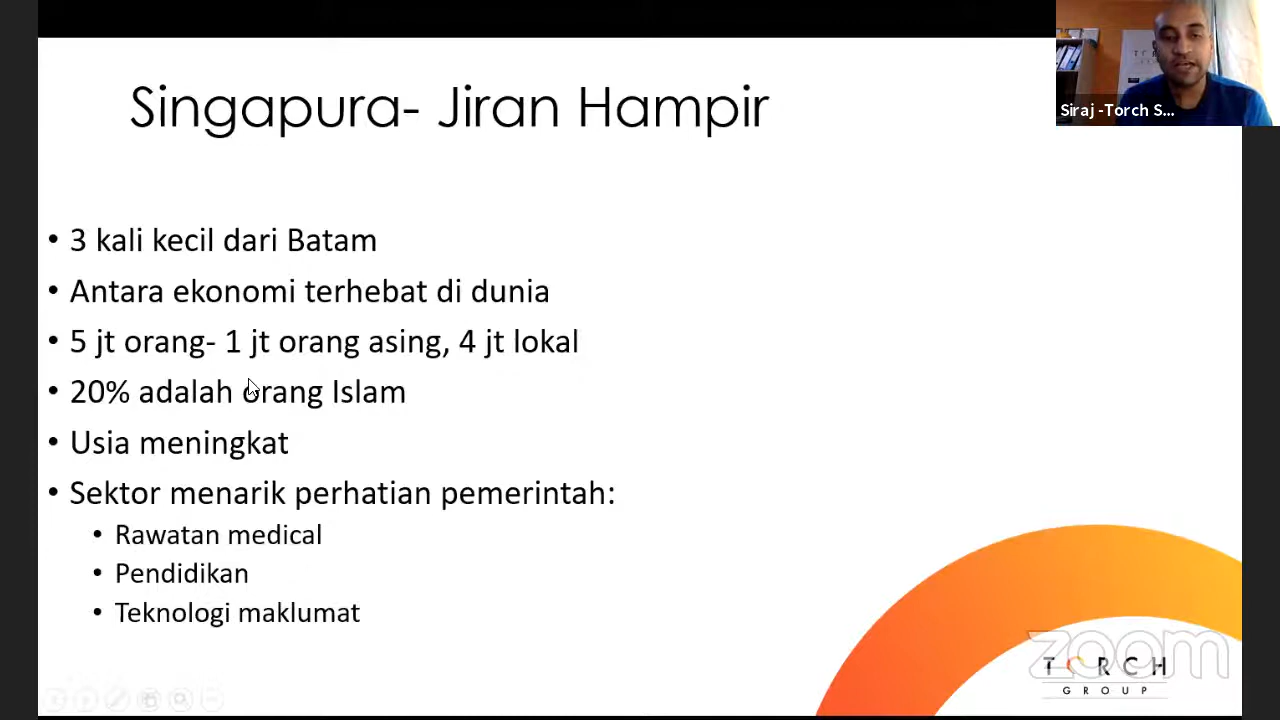 Singapura- Jiran Hampir
Siraj -Torch S...
• 3 kali kecil dari Batam
• Antara ekonomi terhebat di dunia
• 5 jt orang- 1 jt orang asing, 4 jt lokal
• 20% adalah orang Islam
• Usia meningkat
• Sektor menarik perhatian pemerintah:
• Rawatan medical
• Pendidikan
• Teknologi maklumat
zoom
TORCH
GROUP